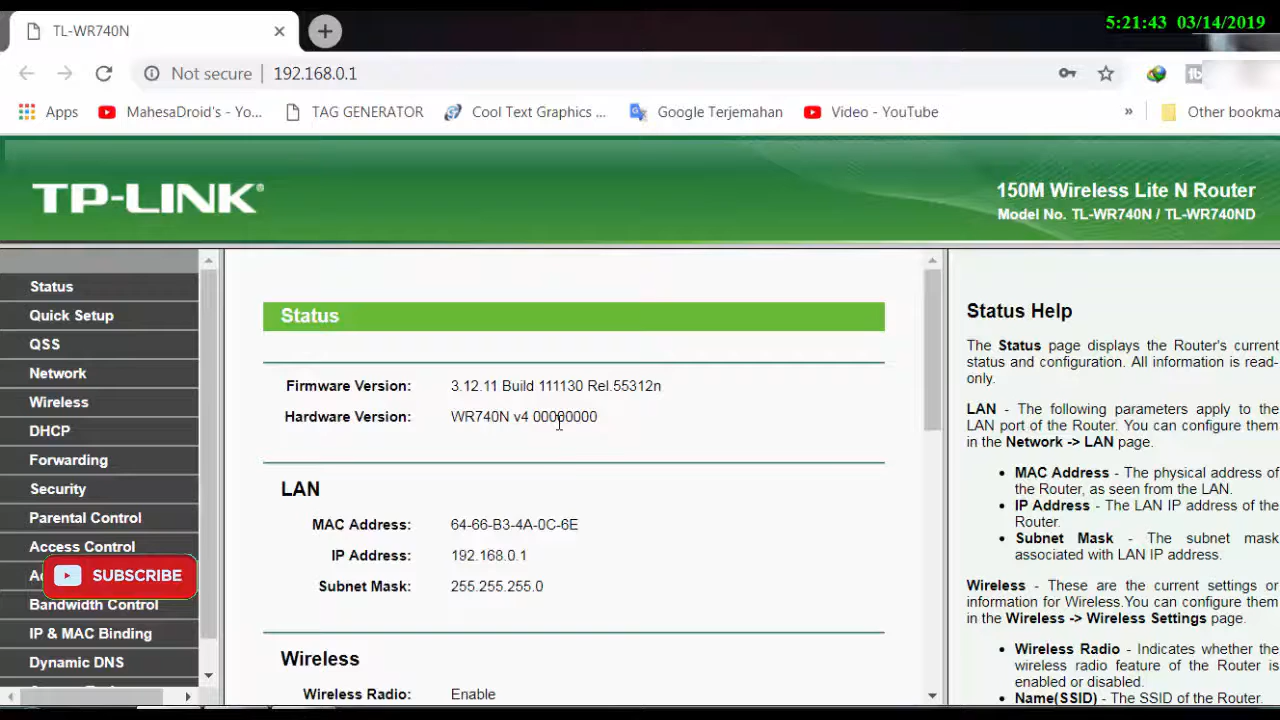 5:21:43 03/14/2019
TL-WR740N
Not secure 192.168.0.1
Apps MahesaDroid's - Yo... TAG GENERATOR Cool Text Graphics ... Google Terjemahan Video - YouTube » Other bookma
TP-LINK®
150M Wireless Lite N Router
Model No. TL-WR740N / TL-WR740ND
Status
Quick Setup
QSS
Network
Wireless
DHCP
Forwarding
Security
Parental Control
Access Control
SUBSCRIBE
Bandwidth Control
IP & MAC Binding
Dynamic DNS
Status
Firmware Version: 3.12.11 Build 111130 Rel.55312n
Hardware Version: WR740N v4 00000000
LAN
MAC Address: 64-66-B3-4A-0C-6E
IP Address: 192.168.0.1
Subnet Mask: 255.255.255.0
Wireless
Wireless Radio: Enable
Status Help
The Status page displays the Router's current
status and configuration. All information is read-
only.
LAN - The following parameters apply to the
LAN port of the Router. You can configure them
in the Network -> LAN page.
• MAC Address - The physical address of
the Router, as seen from the LAN.
• IP Address - The LAN IP address of the
Router.
• Subnet Mask - The subnet mask
associated with LAN IP address.
Wireless - These are the current settings or
information for Wireless.You can configure them
in the Wireless -> Wireless Settings page.
• Wireless Radio - Indicates whether the
wireless radio feature of the Router is
enabled or disabled.
• Name(SSID) - The SSID of the Router.